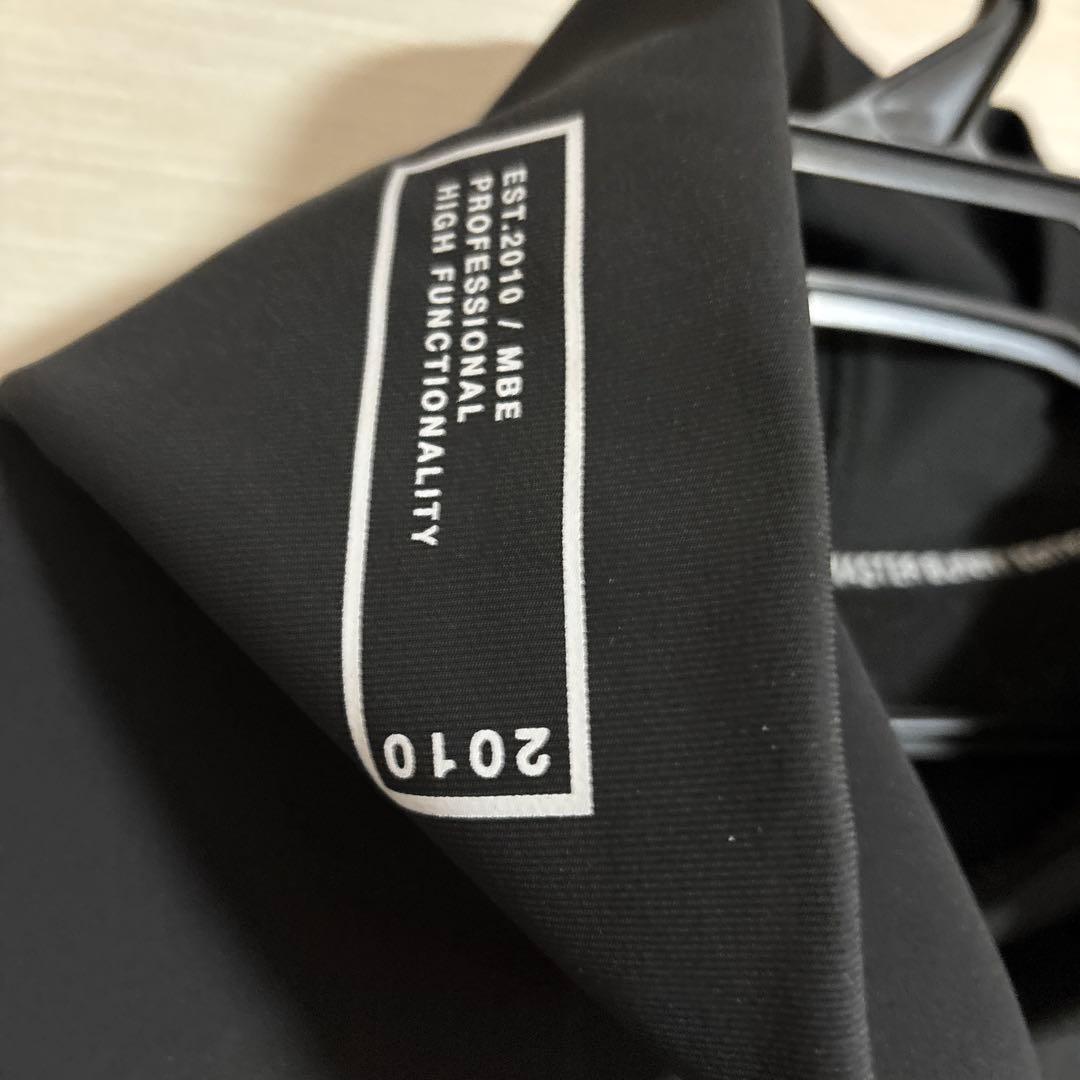 EST.2010 / MBE
PROFESSIONAL
HIGH FUNCTIONALITY
2010